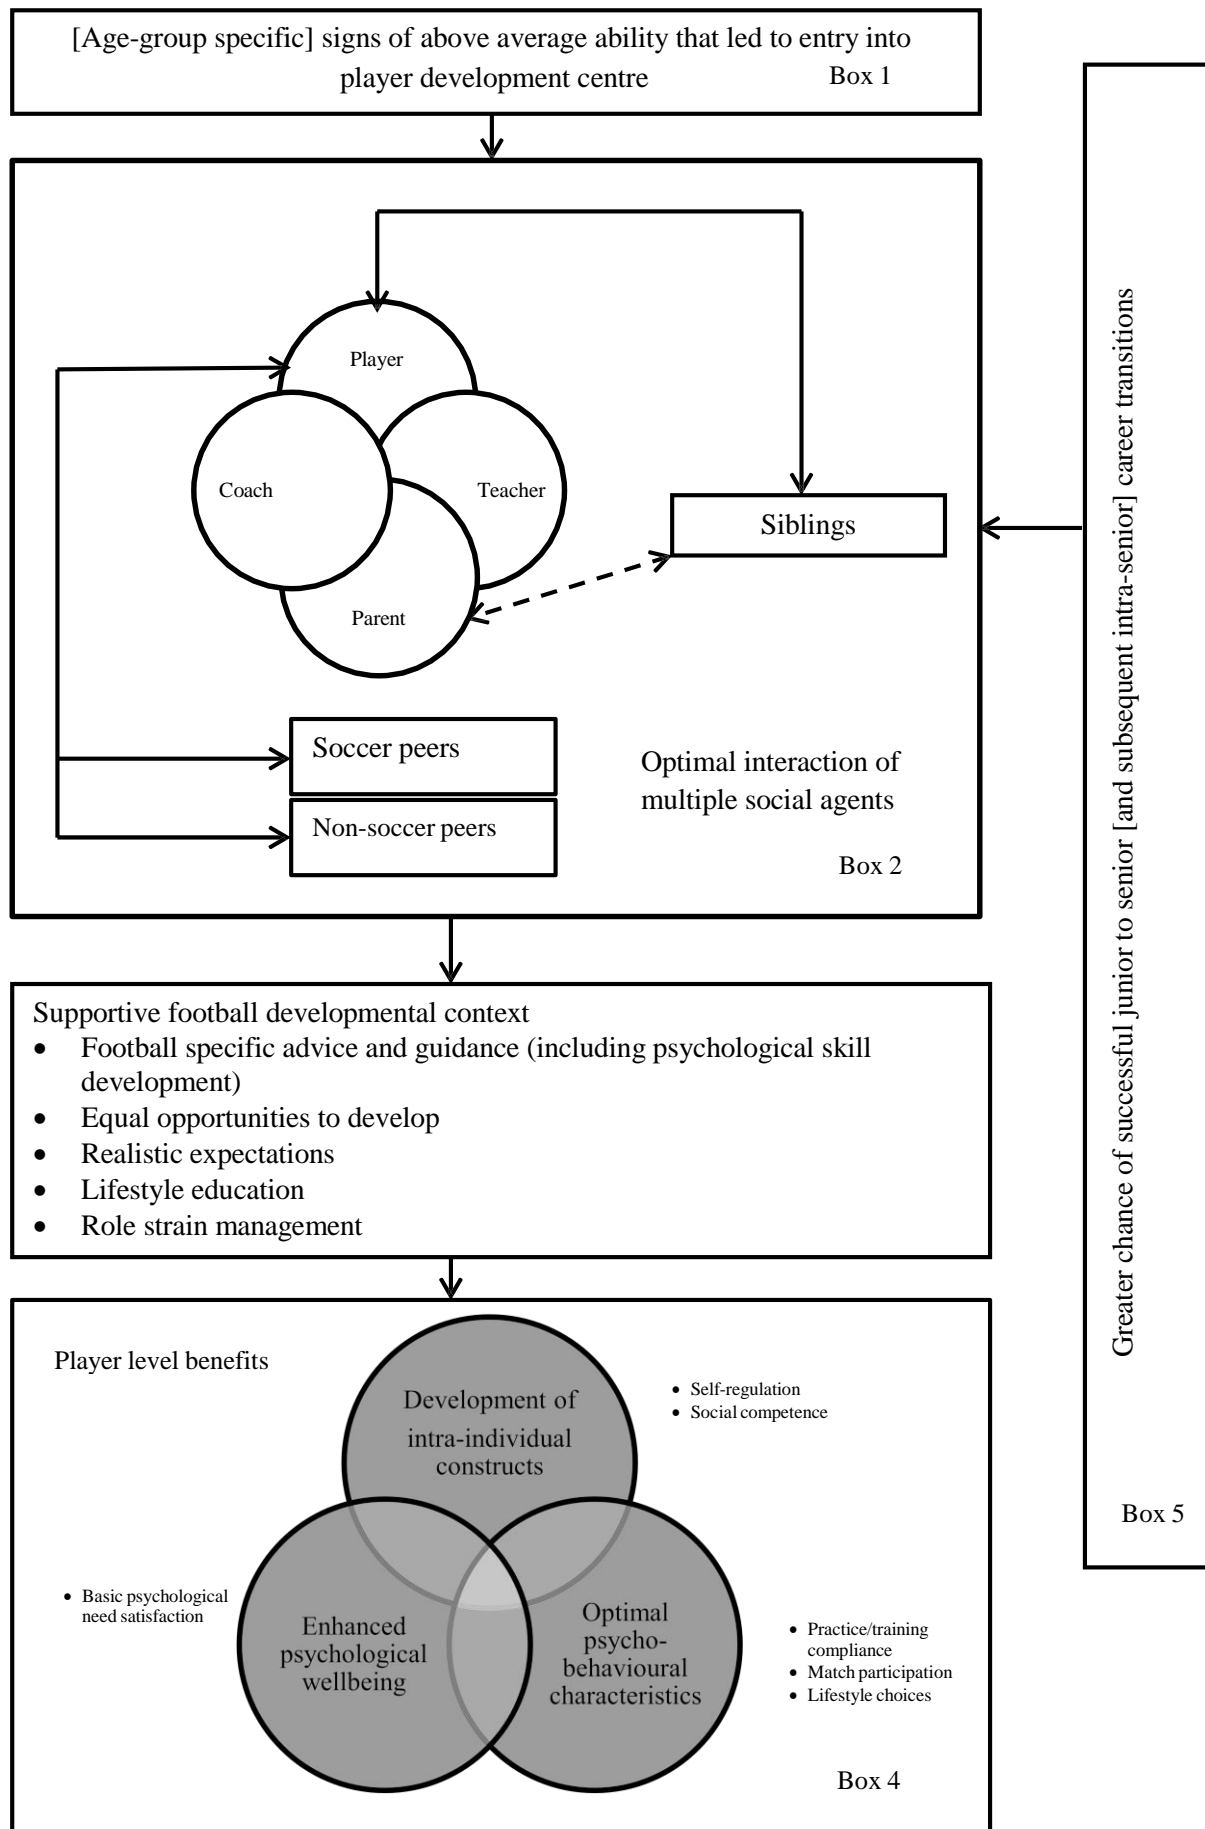 [Age-group specific] signs of above average ability that led to entry into
player development centre
Box 1
Player
Coach
Teacher
Parent
Siblings
Soccer peers
Non-soccer peers
Optimal interaction of
multiple social agents
Box 2
Supportive football developmental context
• Football specific advice and guidance (including psychological skill
development)
• Equal opportunities to develop
• Realistic expectations
• Lifestyle education
• Role strain management
Player level benefits
Development of
intra-individual
constructs
• Self-regulation
• Social competence
• Basic psychological
need satisfaction
Enhanced
psychological
wellbeing
Optimal
psycho-
behavioural
characteristics
• Practice/training
compliance
• Match participation
• Lifestyle choices
Box 4
Greater chance of successful junior to senior [and subsequent intra-senior] career transitions
Box 5